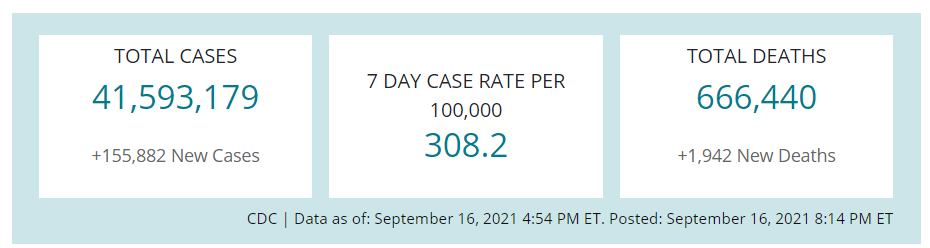 TOTAL CASES
41,593,179
+155,882 New Cases
7 DAY CASE RATE PER
100,000
308.2
TOTAL DEATHS
666,440
+1,942 New Deaths
CDC | Data as of: September 16, 2021 4:54 PM ET. Posted: September 16, 2021 8:14 PM ET